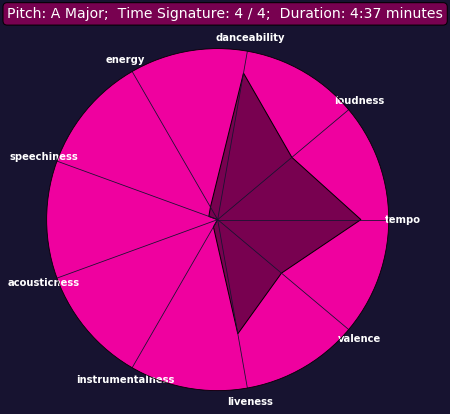 Pitch: A Major;  Time Signature: 4 / 4;  Duration: 4:37 minutes
danceability
energy
loudness
speechiness
tempo
acousticness
valence
instrumentalness
liveness